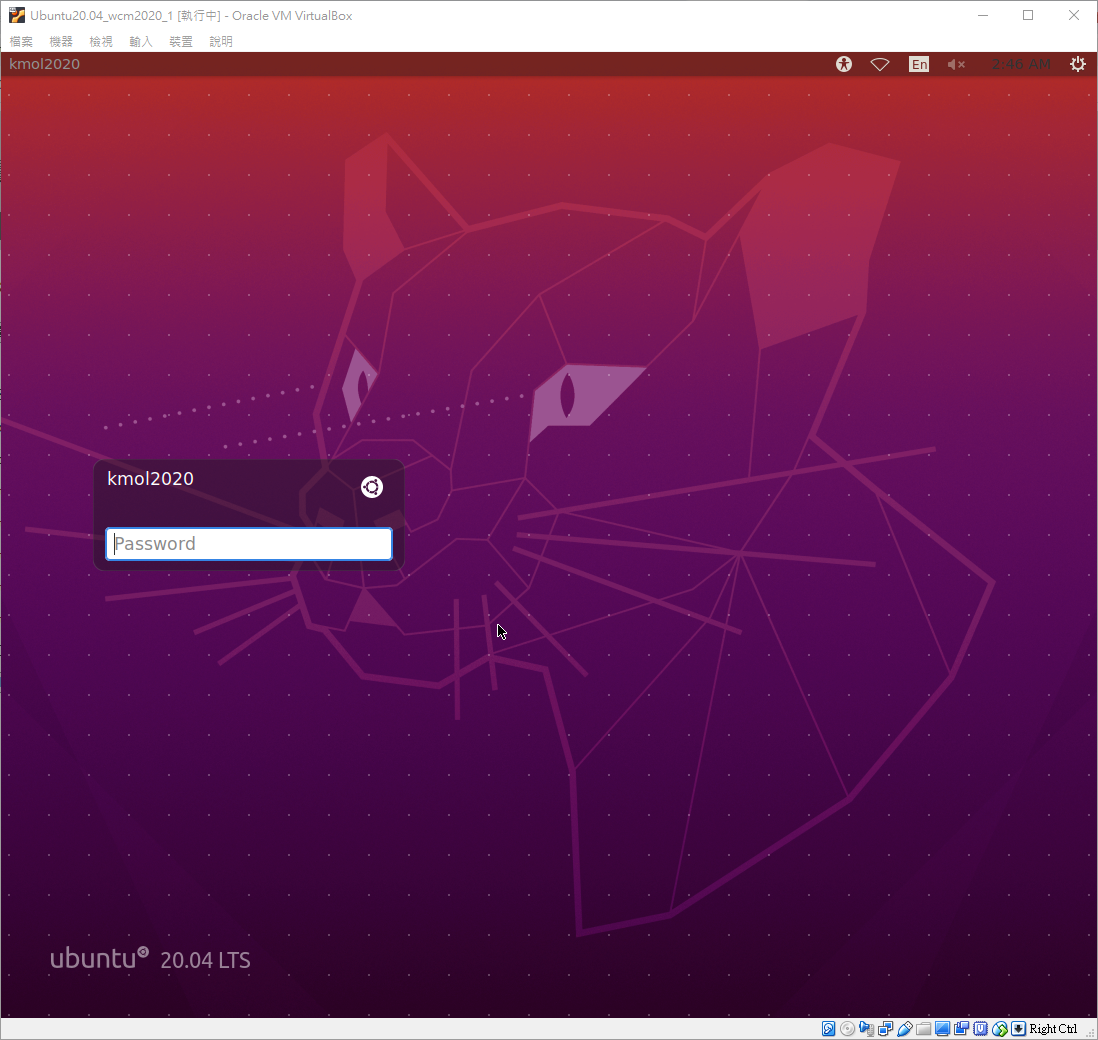 Ubuntu20.04_wcm2020_1 [執行中] - Oracle VM VirtualBox
檔案 機器 檢視 輸入 裝置 說明
kmol2020 En 2:46 AM
kmol2020
Password
ubuntu 20.04 LTS
Right Ctrl